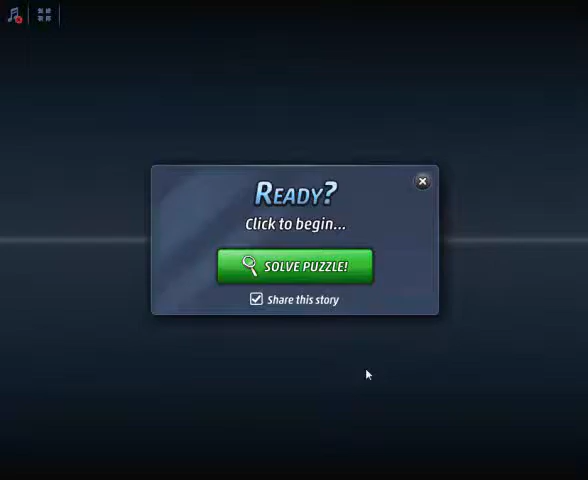 READY?
Click to begin...
SOLVE PUZZLE!
Share this story